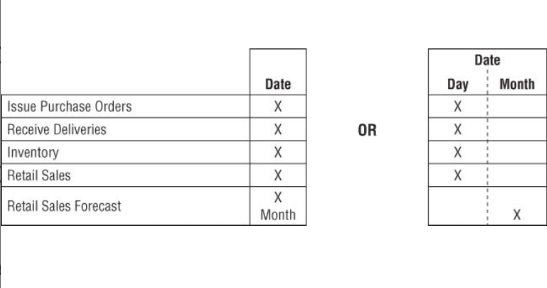 Date
Date
Day Month
Issue Purchase Orders X X
Receive Deliveries X OR X
Inventory X X
Retail Sales X X
Retail Sales Forecast X Month X